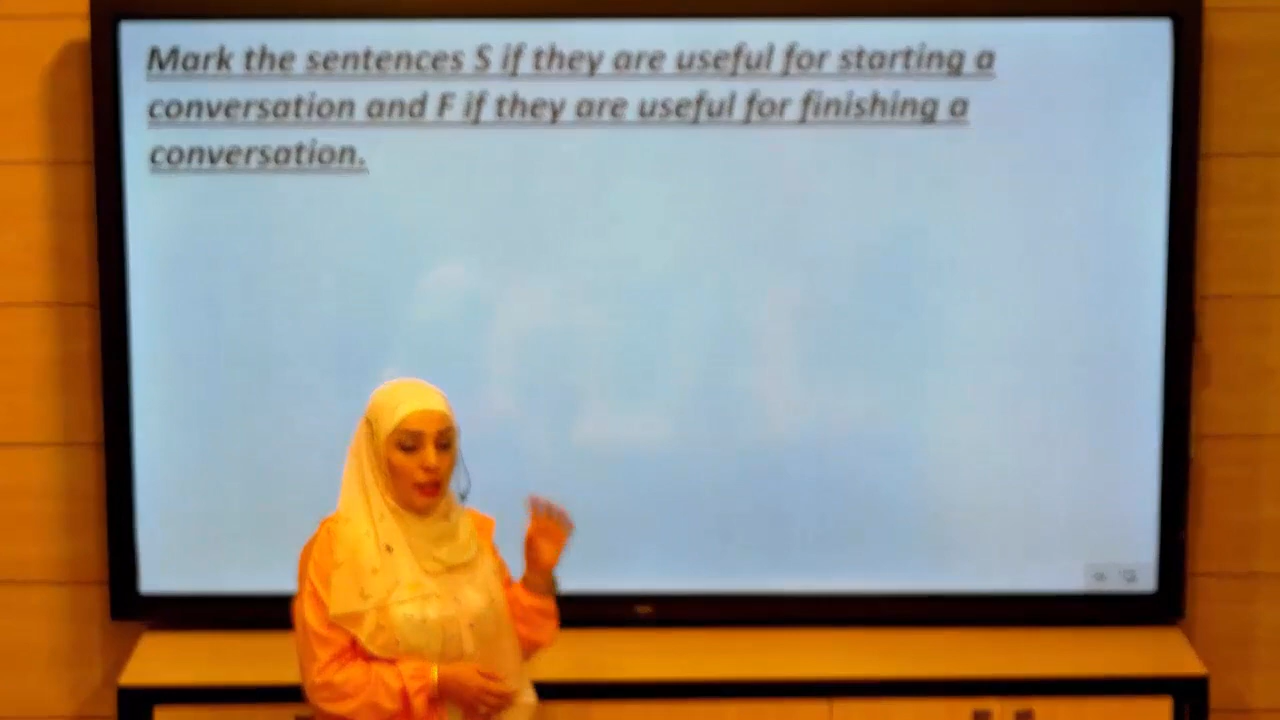 Mark the sentences S if they are useful for starting a
conversation and F if they are useful for finishing a
conversation.